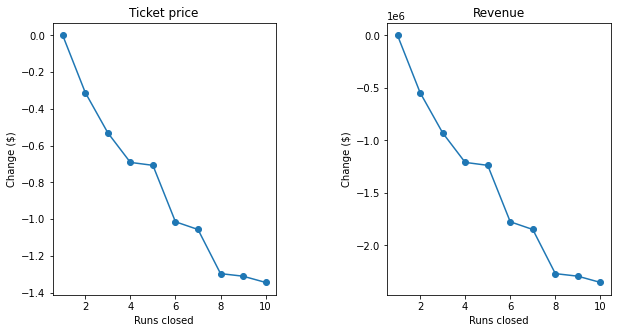 Ticket price
0.0
−0.2
−0.4
−0.6
−0.8
−1.0
−1.2
−1.4
Change ($)
2 4 6 8 10
Runs closed
Revenue
1e6
0.0
−0.5
−1.0
−1.5
−2.0
Change ($)
2 4 6 8 10
Runs closed